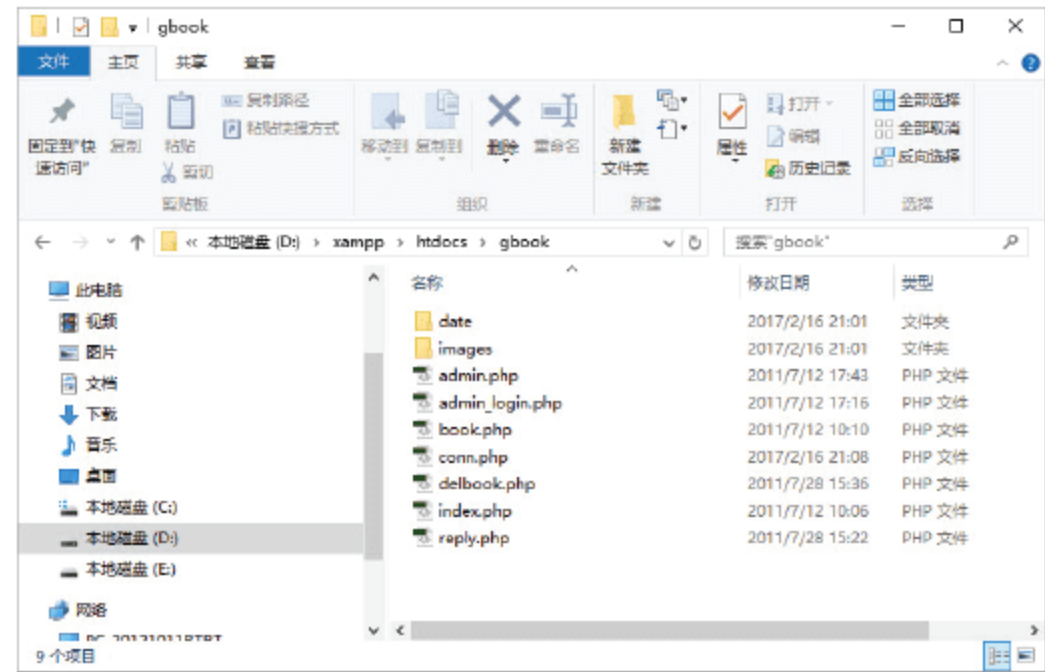 gbook
文件 主页 共享 查看
固定到"快速访问"
复制
粘贴
复制路径
粘贴快捷方式
剪切
剪贴板
移动到 复制到 删除 重命名
组织
新建文件夹
新建
属性
打开
编辑
历史记录
打开
全部选择
全部取消
反向选择
选择
« 本地磁盘 (D:) › xampp › htdocs › gbook
搜索"gbook"
此电脑
视频
图片
文档
下载
音乐
桌面
本地磁盘 (C:)
本地磁盘 (D:)
本地磁盘 (E:)
网络
名称 修改日期 类型
date 2017/2/16 21:01 文件夹
images 2017/2/16 21:01 文件夹
admin.php 2011/7/12 17:43 PHP 文件
admin_login.php 2011/7/12 17:16 PHP 文件
book.php 2011/7/12 10:10 PHP 文件
conn.php 2017/2/16 21:08 PHP 文件
delbook.php 2011/7/28 15:36 PHP 文件
index.php 2011/7/12 10:06 PHP 文件
reply.php 2011/7/28 15:22 PHP 文件
9 个项目